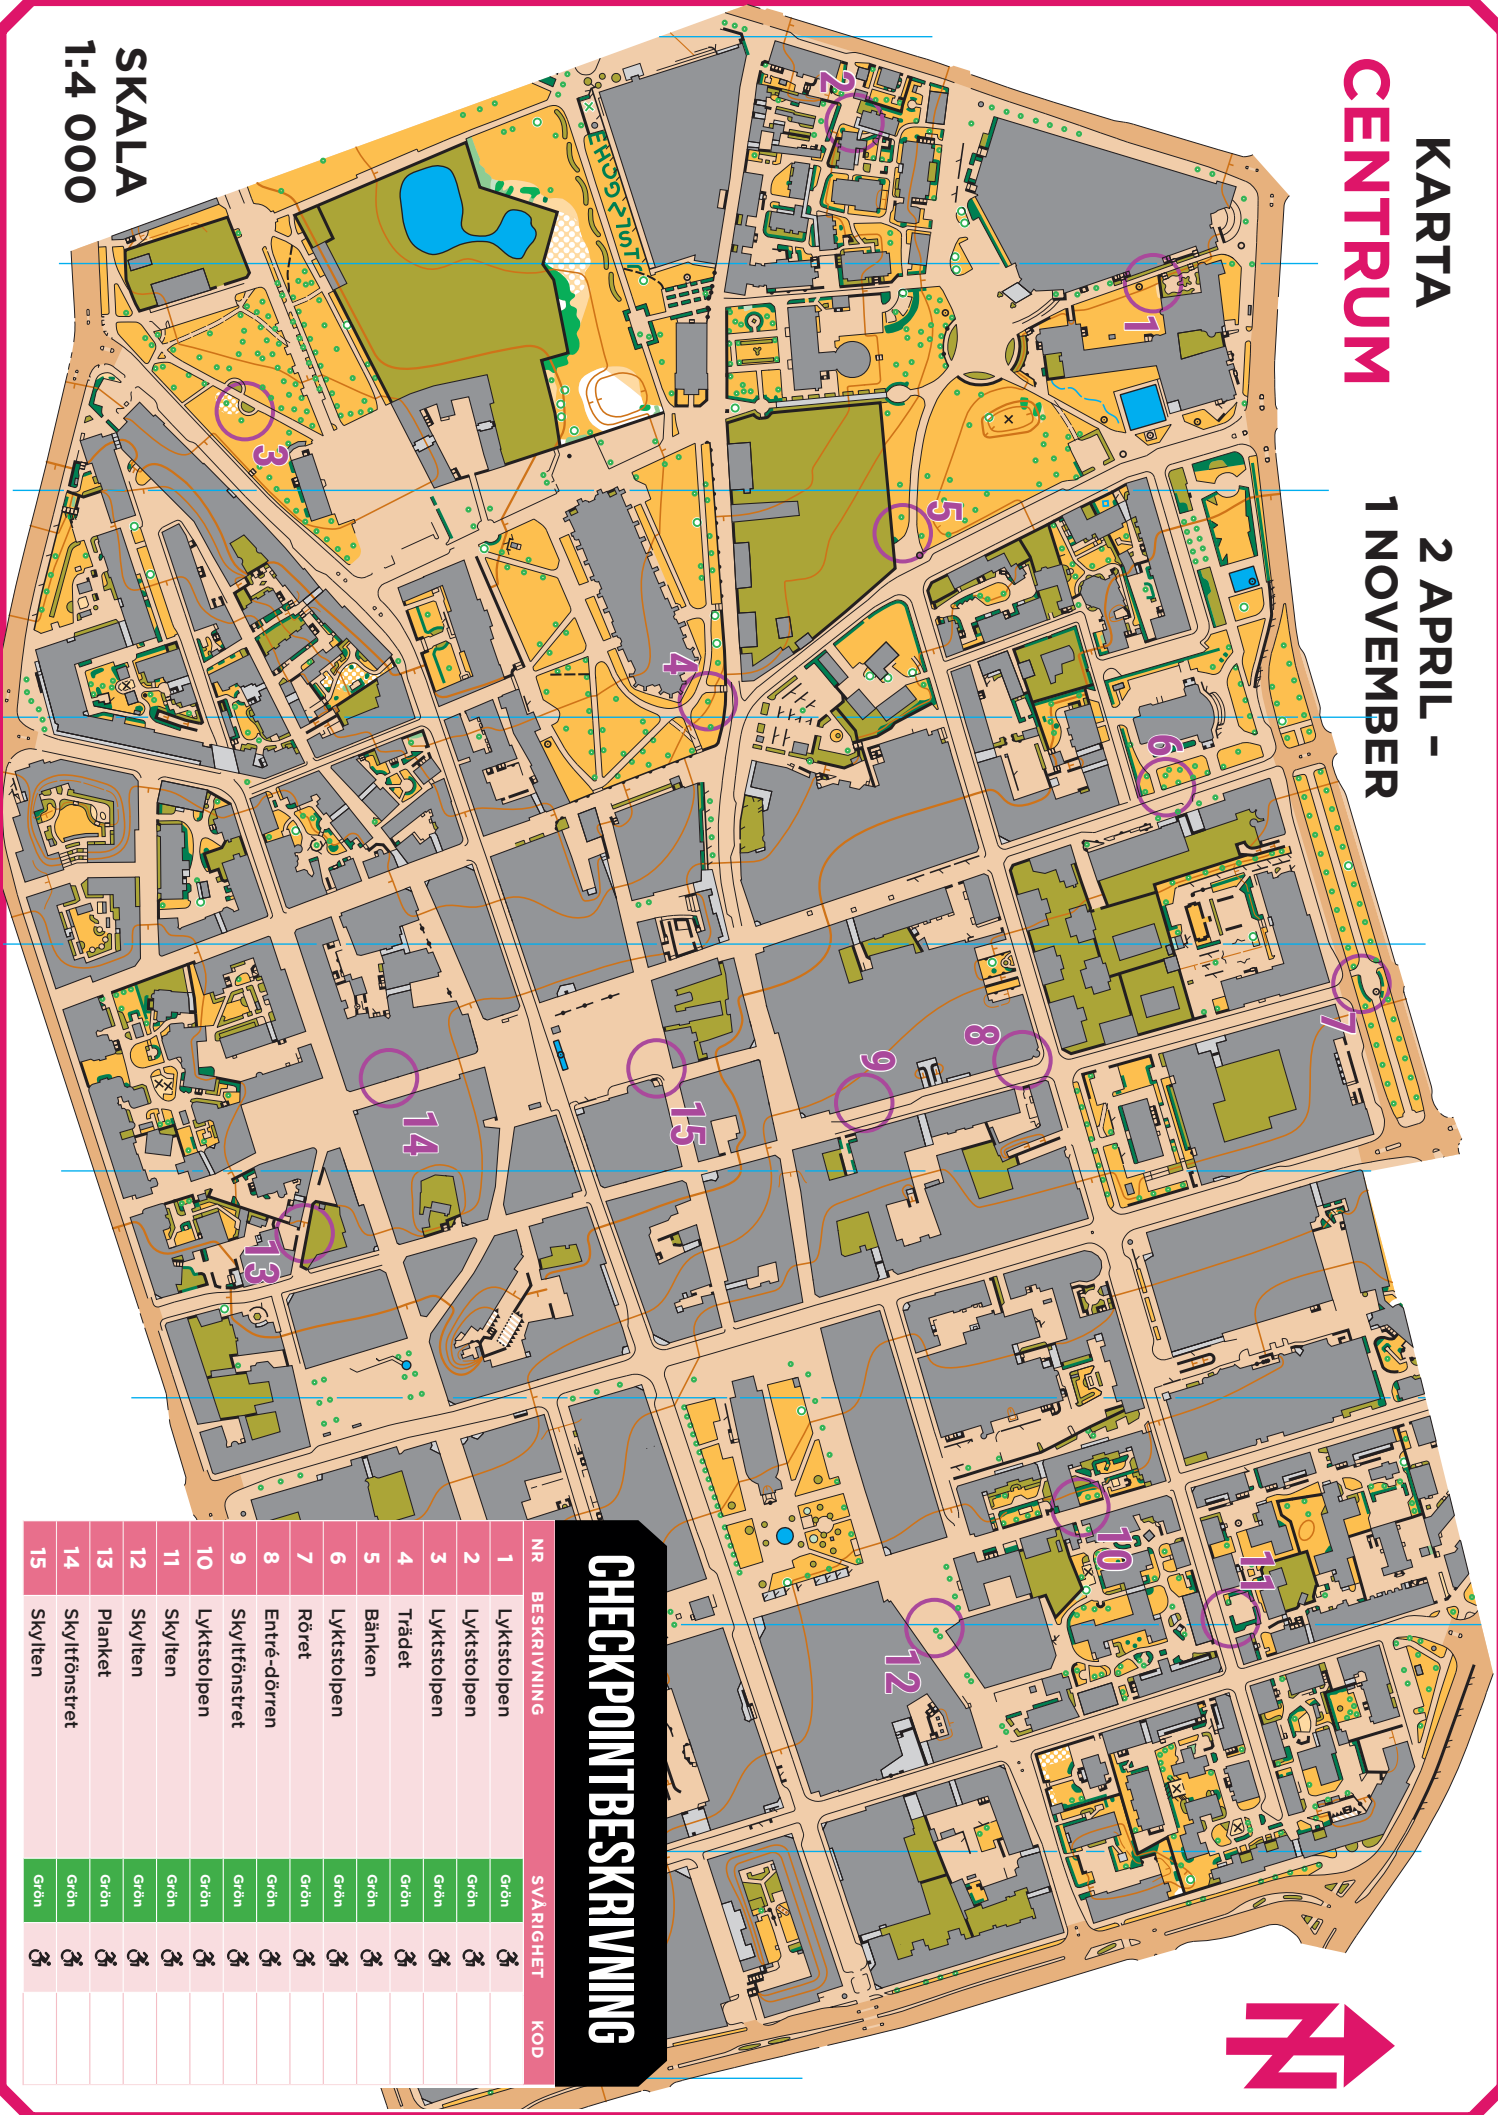 KARTA
CENTRUM
2 APRIL –
1 NOVEMBER
N
SKALA
1:4 000
1
2
3
4
5
6
7
8
9
10
11
12
13
14
15
CHECKPOINTBESKRIVNING
NR BESKRIVNING SVÅRIGHET KOD
1 Lyktstolpen Grön
2 Lyktstolpen Grön
3 Lyktstolpen Grön
4 Trädet Grön
5 Bänken Grön
6 Lyktstolpen Grön
7 Röret Grön
8 Entré-dörren Grön
9 Skyltfönstret Grön
10 Lyktstolpen Grön
11 Skylten Grön
12 Skylten Grön
13 Planket Grön
14 Skyltfönstret Grön
15 Skylten Grön